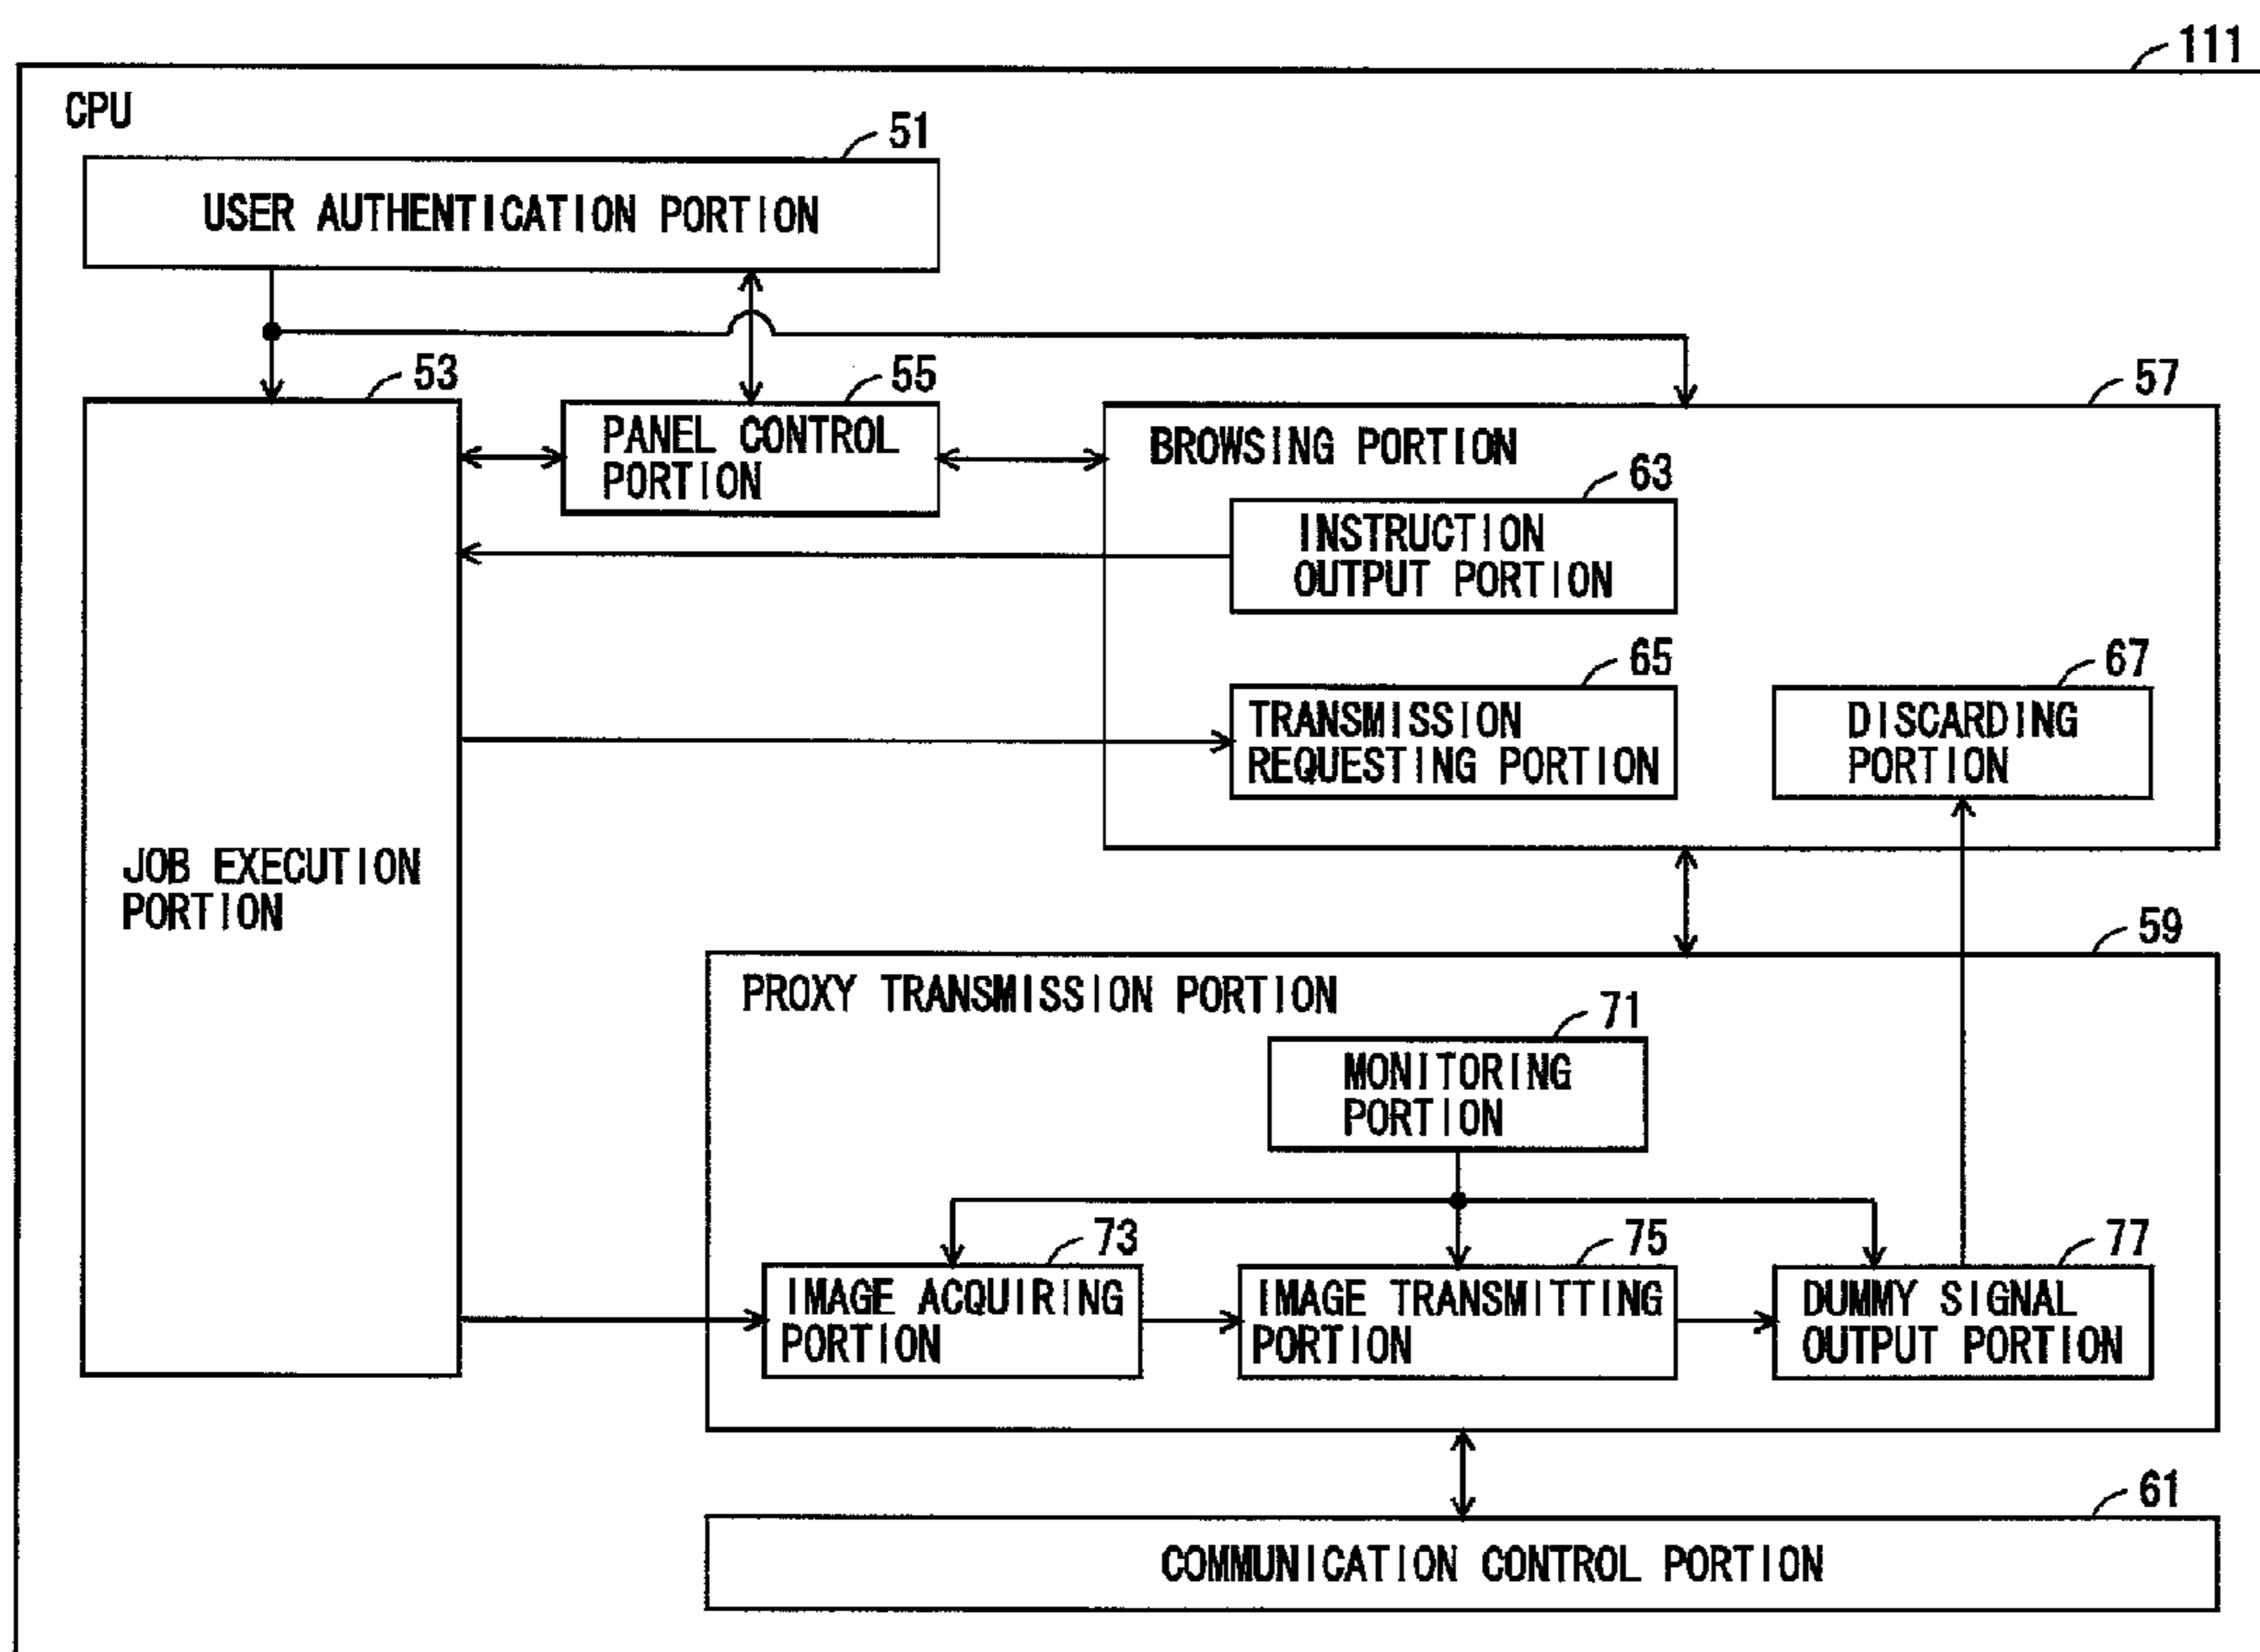 111
CPU
51
USER AUTHENTICATION PORTION
53
55
57
PANEL CONTROL
PORTION
BROWSING PORTION
63
INSTRUCTION
OUTPUT PORTION
65
67
TRANSMISSION
REQUESTING PORTION
DISCARDING
PORTION
JOB EXECUTION
PORTION
59
PROXY TRANSMISSION PORTION
71
MONITORING
PORTION
73
75
77
IMAGE ACQUIRING
PORTION
IMAGE TRANSMITTING
PORTION
DUMMY SIGNAL
OUTPUT PORTION
61
COMMUNICATION CONTROL PORTION